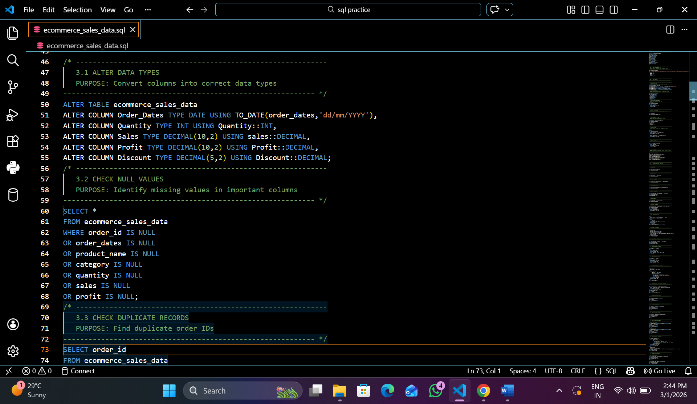 File Edit Selection View Go ··· sql practice
ecommerce_sales_data.sql
ecommerce_sales_data.sql
46 /* ------------------------------------------------------------
47 3.1 ALTER DATA TYPES
48 PURPOSE: Convert columns into correct data types
49 ------------------------------------------------------------ */
50 ALTER TABLE ecommerce_sales_data
51 ALTER COLUMN Order_Dates TYPE DATE USING TO_DATE(order_dates,'dd/mm/YYYY'),
52 ALTER COLUMN Quantity TYPE INT USING Quantity::INT,
53 ALTER COLUMN Sales TYPE DECIMAL(10,2) USING sales::DECIMAL,
54 ALTER COLUMN Profit TYPE DECIMAL(10,2) USING Profit::DECIMAL,
55 ALTER COLUMN Discount TYPE DECIMAL(5,2) USING Discount::DECIMAL;
56 /* ------------------------------------------------------------
57 3.2 CHECK NULL VALUES
58 PURPOSE: Identify missing values in important columns
59 ------------------------------------------------------------ */
60 SELECT *
61 FROM ecommerce_sales_data
62 WHERE order_id IS NULL
63 OR order_dates IS NULL
64 OR product_name IS NULL
65 OR category IS NULL
66 OR quantity IS NULL
67 OR sales IS NULL
68 OR profit IS NULL;
69 /* ------------------------------------------------------------
70 3.3 CHECK DUPLICATE RECORDS
71 PURPOSE: Find duplicate order IDs
72 ------------------------------------------------------------ */
73 SELECT order_id
74 FROM ecommerce_sales_data
0 0 Connect Ln 73, Col 1 Spaces: 4 UTF-8 CRLF {} SQL Go Live
1 20°C Search 1 ENG 2:44 PM
Sunny IN 3/1/2026